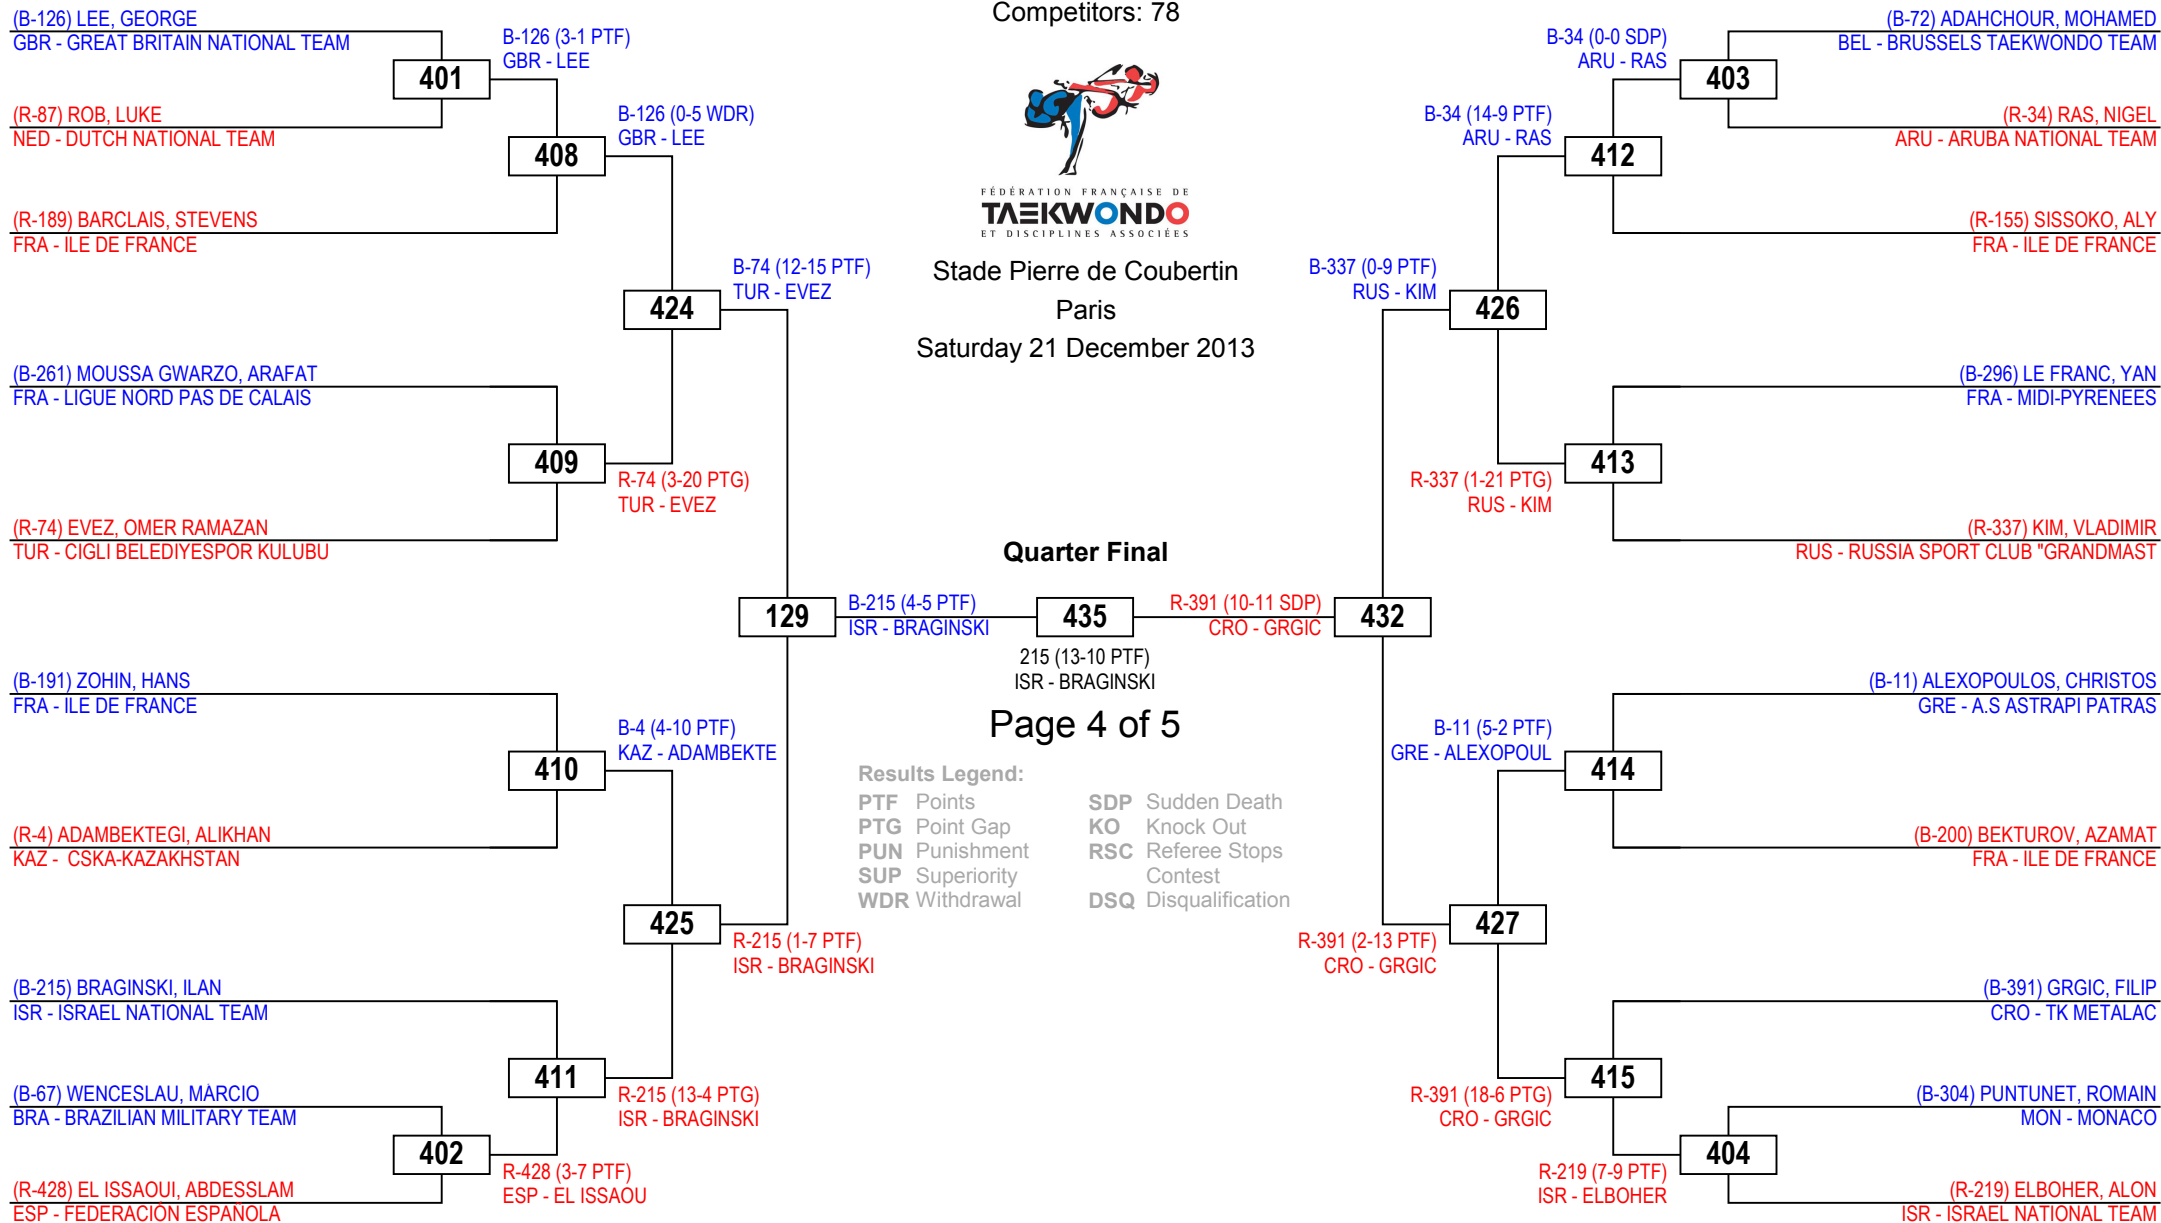 (B-126) LEE, GEORGE
GBR - GREAT BRITAIN NATIONAL TEAM
B-126 (3-1 PTF)
GBR - LEE
401
(R-87) ROB, LUKE
NED - DUTCH NATIONAL TEAM
B-126 (0-5 WDR)
GBR - LEE
408
(R-189) BARCLAIS, STEVENS
FRA - ILE DE FRANCE
B-74 (12-15 PTF)
TUR - EVEZ
424
(B-261) MOUSSA GWARZO, ARAFAT
FRA - LIGUE NORD PAS DE CALAIS
409
R-74 (3-20 PTG)
TUR - EVEZ
(R-74) EVEZ, OMER RAMAZAN
TUR - CIGLI BELEDIYESPOR KULUBU
129
B-215 (4-5 PTF)
ISR - BRAGINSKI
(B-191) ZOHIN, HANS
FRA - ILE DE FRANCE
B-4 (4-10 PTF)
KAZ - ADAMBEKTE
410
(R-4) ADAMBEKTEGI, ALIKHAN
KAZ -  CSKA-KAZAKHSTAN
425
R-215 (1-7 PTF)
ISR - BRAGINSKI
(B-215) BRAGINSKI, ILAN
ISR - ISRAEL NATIONAL TEAM
411
R-215 (13-4 PTG)
ISR - BRAGINSKI
(B-67) WENCESLAU, MÁRCIO
BRA - BRAZILIAN MILITARY TEAM
402
R-428 (3-7 PTF)
ESP - EL ISSAOU
(R-428) EL ISSAOUI, ABDESSLAM
ESP - FEDERACIÓN ESPAÑOLA
Competitors: 78
FÉDÉRATION FRANÇAISE DE
TAEKWONDO
ET DISCIPLINES ASSOCIÉES
Stade Pierre de Coubertin
Paris
Saturday 21 December 2013
Quarter Final
435
215 (13-10 PTF)
ISR - BRAGINSKI
Page 4 of 5
Results Legend:
PTF Points
SDP Sudden Death
PTG Point Gap
KO Knock Out
PUN Punishment
RSC Referee Stops
SUP Superiority
Contest
WDR Withdrawal
DSQ Disqualification
(B-72) ADAHCHOUR, MOHAMED
BEL - BRUSSELS TAEKWONDO TEAM
B-34 (0-0 SDP)
ARU - RAS
403
(R-34) RAS, NIGEL
ARU - ARUBA NATIONAL TEAM
B-34 (14-9 PTF)
ARU - RAS
412
(R-155) SISSOKO, ALY
FRA - ILE DE FRANCE
B-337 (0-9 PTF)
RUS - KIM
426
(B-296) LE FRANC, YAN
FRA - MIDI-PYRENEES
413
R-337 (1-21 PTG)
RUS - KIM
(R-337) KIM, VLADIMIR
RUS - RUSSIA SPORT CLUB "GRANDMAST
R-391 (10-11 SDP)
CRO - GRGIC
432
(B-11) ALEXOPOULOS, CHRISTOS
GRE - A.S ASTRAPI PATRAS
B-11 (5-2 PTF)
GRE - ALEXOPOUL
414
(B-200) BEKTUROV, AZAMAT
FRA - ILE DE FRANCE
427
R-391 (2-13 PTF)
CRO - GRGIC
(B-391) GRGIC, FILIP
CRO - TK METALAC
415
R-391 (18-6 PTG)
CRO - GRGIC
(B-304) PUNTUNET, ROMAIN
MON - MONACO
404
R-219 (7-9 PTF)
ISR - ELBOHER
(R-219) ELBOHER, ALON
ISR - ISRAEL NATIONAL TEAM